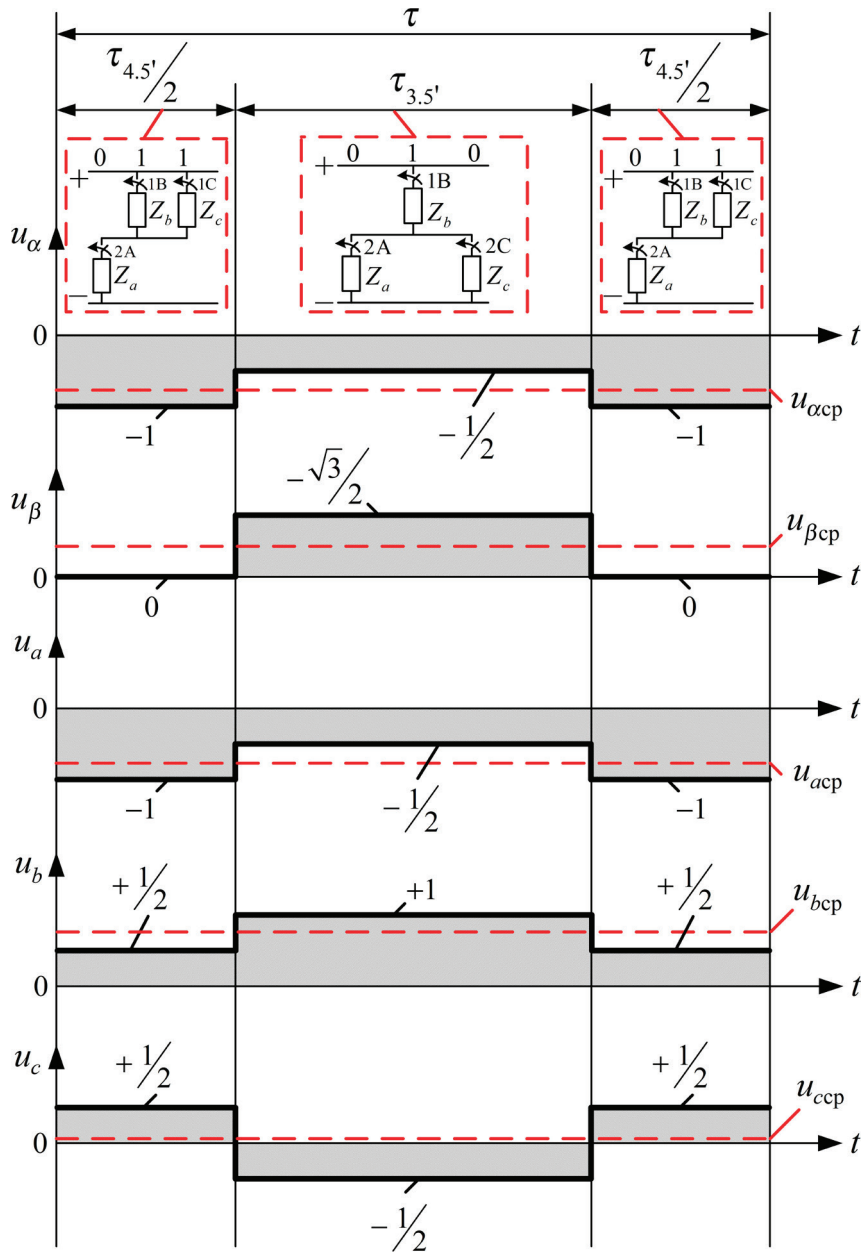 τ
τ4.5'/2 τ3.5' τ4.5'/2
0 1 1 0 1 0 0 1 1
+ 1B 1C + 1B + 1B 1C
Zb Zc Zb Zb Zc
uα 2A 2A 2C 2A
Za Za Zc Za
− − −
0 t
uαcp
−1 −1/2 −1
−√3/2
uβ uβcp
0 t
0 0
ua
0 t
uacp
−1 −1/2 −1
ub +1/2 +1 +1/2 ubcp
0 t
uc +1/2 +1/2 uccp
0 t
−1/2